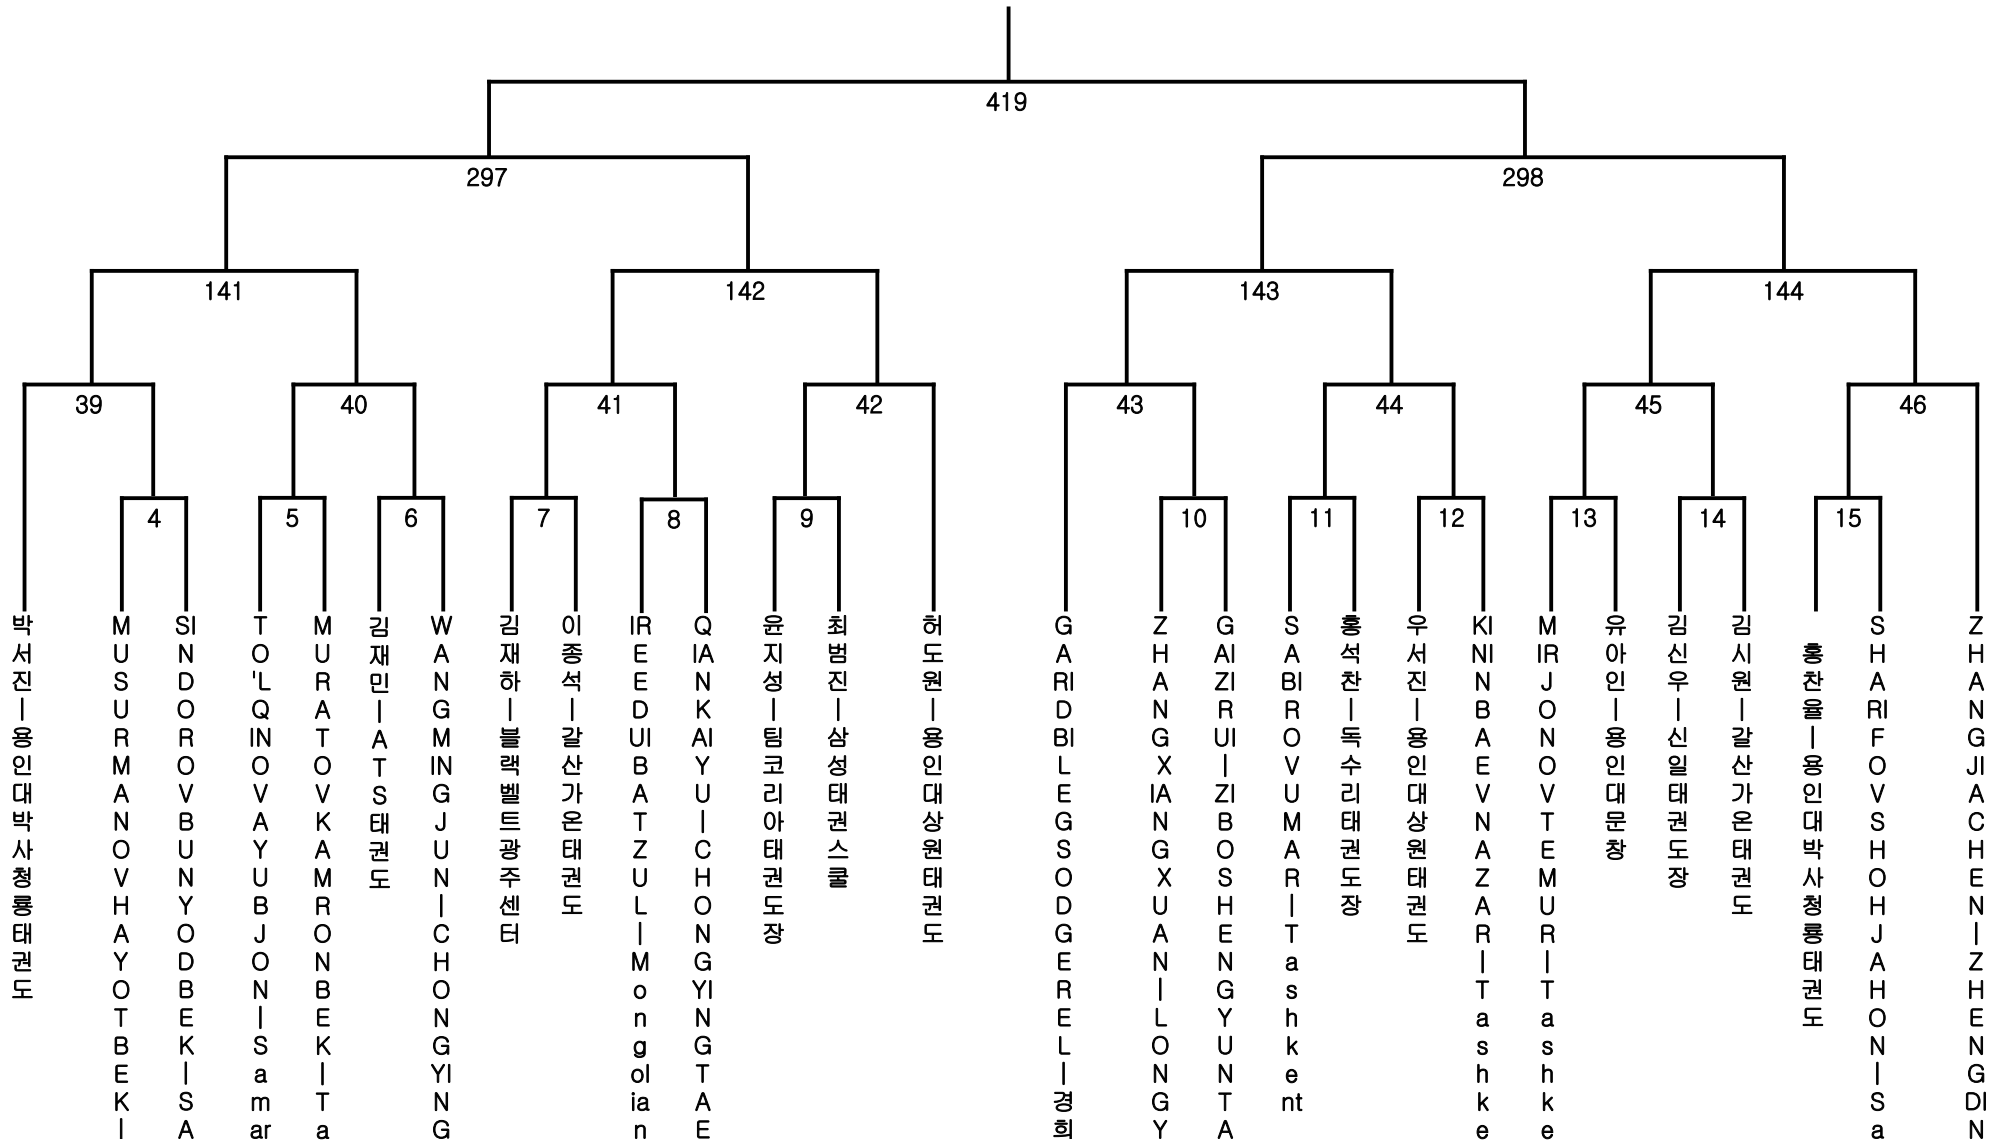 419
297
298
141
142
143
144
39
40
41
42
43
44
45
46
4
5
6
7
8
9
10
11
12
13
14
15
박서진|용인대박사청룡태권도
MUSURMANOVHAYOTBEK|
SINDOROVBUNYODBEK|SA
TO'LQINOVAYUBJON|Samar
MURATOVKAMRONBEK|Ta
김재민|ATS태권도
WANGMINGJUN|CHONGYING
김재하|블랙벨트광주센터
이종석|갈산가온태권도
IREEDUIBATZUL|Mongolian
QIANKAIYU|CHONGYINGTAE
윤지성|팀코리아태권도장
최범진|삼성태권스쿨
허도원|용인대상원태권도
GARIDBILEGSODGEREL|경희
ZHANGXIANGXUAN|LONGY
GAIZIRUI|ZIBOSHENGYUNTA
SABIROVUMAR|Tashkent
홍석찬|독수리태권도장
우서진|용인대상원태권도
KININBAEVNAZAR|Tashke
MIRJONOVTEMUR|Tashke
유아인|용인대문창
김신우|신일태권도장
김시원|갈산가온태권도
홍찬율|용인대박사청룡태권도
SHARIFOVSHOHJAHON|Sa
ZHANGJIACHEN|ZHENGDIN